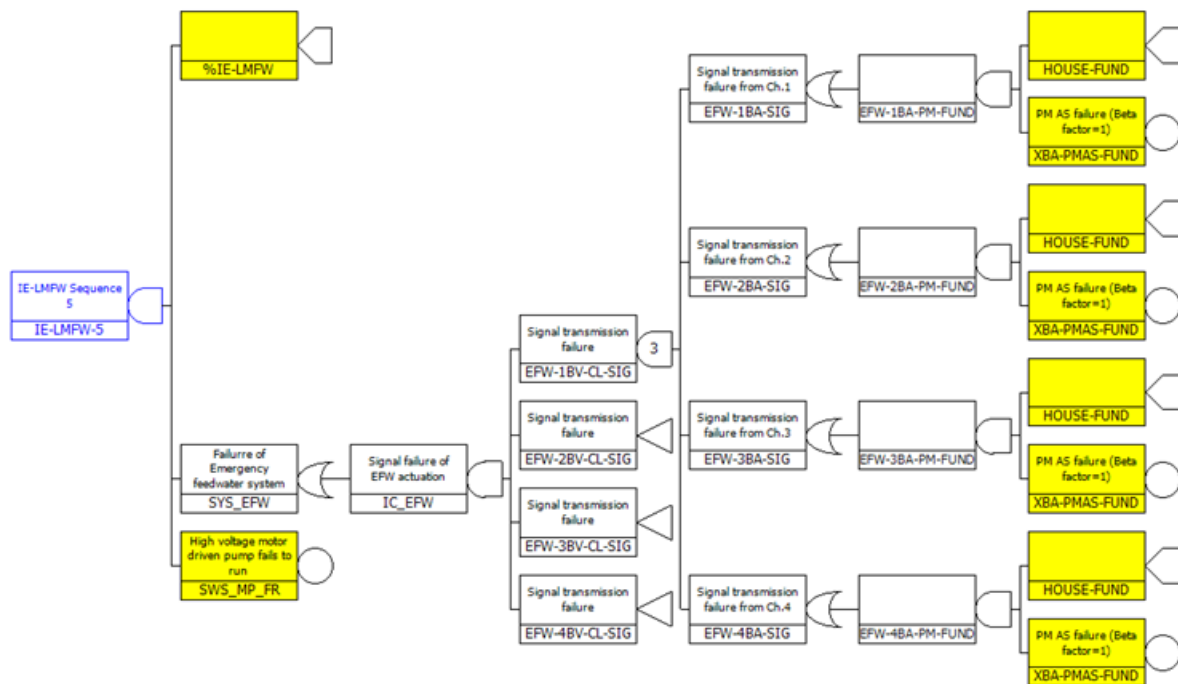 %IE-LMFW
IE-LMFW Sequence
5
IE-LMFW-5
Failurre of
Emergency
feedwater system
SYS_EFW
High voltage motor
driven pump fails to
run
SWS_MP_FR
Signal failure of
EFW actuation
IC_EFW
Signal transmission
failure
EFW-1BV-CL-SIG
3
Signal transmission
failure
EFW-2BV-CL-SIG
Signal transmission
failure
EFW-3BV-CL-SIG
Signal transmission
failure
EFW-4BV-CL-SIG
Signal transmission
failure from Ch.1
EFW-1BA-SIG
EFW-1BA-PM-FUND
HOUSE-FUND
PM AS failure (Beta
factor=1)
XBA-PMAS-FUND
Signal transmission
failure from Ch.2
EFW-2BA-SIG
EFW-2BA-PM-FUND
HOUSE-FUND
PM AS failure (Beta
factor=1)
XBA-PMAS-FUND
Signal transmission
failure from Ch.3
EFW-3BA-SIG
EFW-3BA-PM-FUND
HOUSE-FUND
PM AS failure (Beta
factor=1)
XBA-PMAS-FUND
Signal transmission
failure from Ch.4
EFW-4BA-SIG
EFW-4BA-PM-FUND
HOUSE-FUND
PM AS failure (Beta
factor=1)
XBA-PMAS-FUND